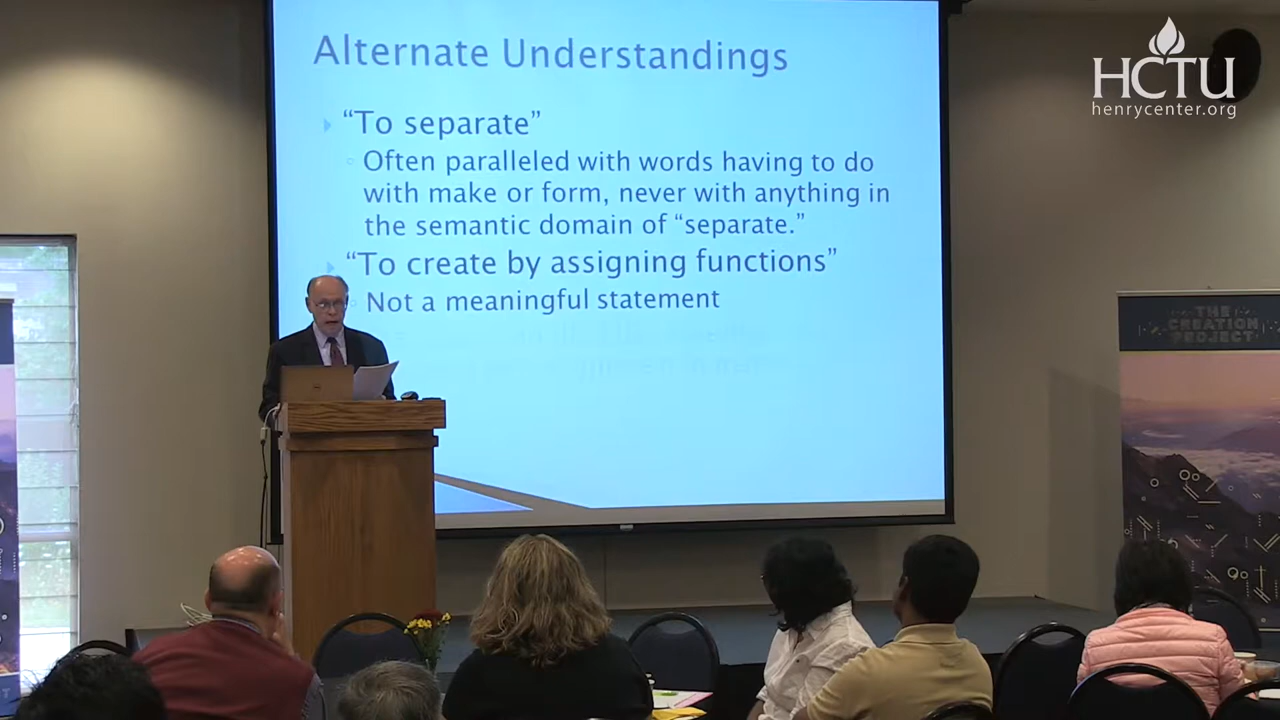 Alternate Understandings
“To separate”
Often paralleled with words having to do
with make or form, never with anything in
the semantic domain of “separate.”
“To create by assigning functions”
Not a meaningful statement
HCTU
henrycenter.org
THE
CREATION
PROJECT